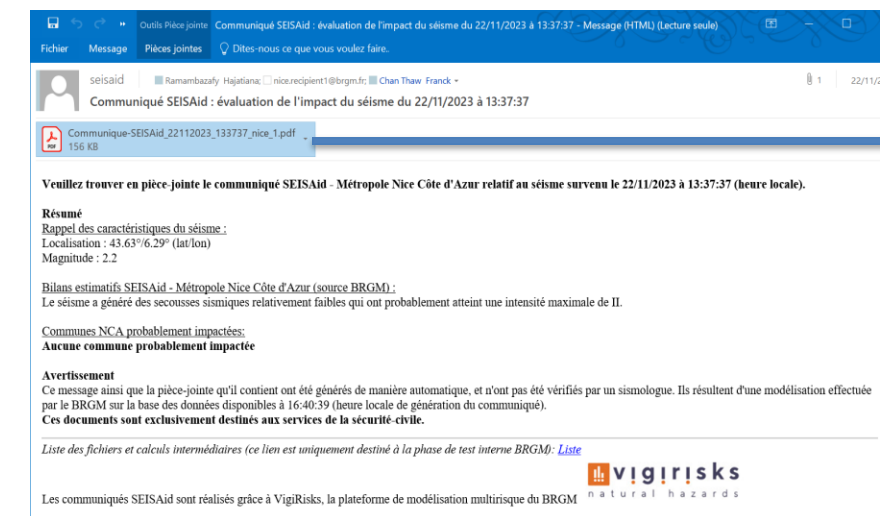 Outils Pièce jointe Communiqué SEISAid : évaluation de l'impact du séisme du 22/11/2023 à 13:37:37 - Message (HTML) (Lecture seule)
Fichier Message Pièces jointes Dites-nous ce que vous voulez faire..
seisaid Ramambazafy Hajatiana; nice.recipient1@brgm.fr; Chan Thaw Franck
1 22/11/2
Communiqué SEISAid : évaluation de l'impact du séisme du 22/11/2023 à 13:37:37
Communique-SEISAid_22112023_133737_nice_1.pdf
PDF
156 KB
Veuillez trouver en pièce-jointe le communiqué SEISAid - Métropole Nice Côte d'Azur relatif au séisme survenu le 22/11/2023 à 13:37:37 (heure locale).
Résumé
Rappel des caractéristiques du séisme :
Localisation : 43.63°/6.29° (lat/lon)
Magnitude : 2.2
Bilans estimatifs SEISAid - Métropole Nice Côte d'Azur (source BRGM) :
Le séisme a généré des secousses sismiques relativement faibles qui ont probablement atteint une intensité maximale de II.
Communes NCA probablement impactées:
Aucune commune probablement impactée
Avertissement
Ce message ainsi que la pièce-jointe qu'il contient ont été générés de manière automatique, et n'ont pas été vérifiés par un sismologue. Ils résultent d'une modélisation effectuée
par le BRGM sur la base des données disponibles à 16:40:39 (heure locale de génération du communiqué).
Ces documents sont exclusivement destinés aux services de la sécurité-civile.
Liste des fichiers et calculs intermédiaires (ce lien est uniquement destiné à la phase de test interne BRGM): Liste
vigirisks
natural hazards
Les communiqués SEISAid sont réalisés grâce à VigiRisks, la plateforme de modélisation multirisque du BRGM